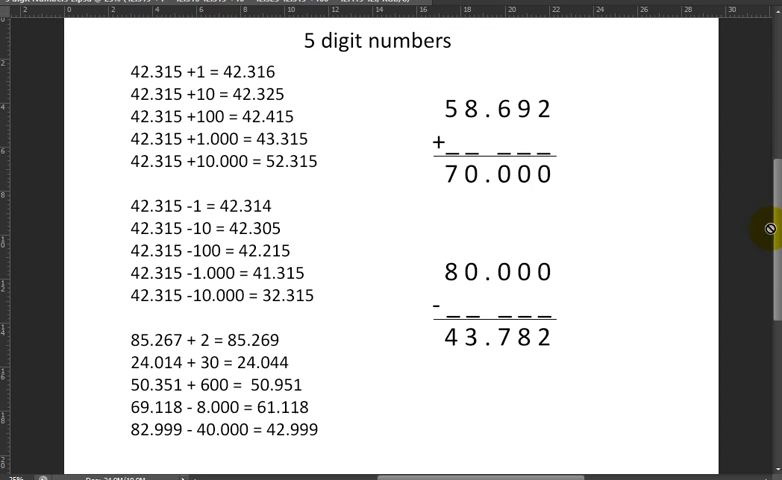 5 digit numbers
42.315 +1 = 42.316
42.315 +10 = 42.325
42.315 +100 = 42.415
42.315 +1.000 = 43.315
42.315 +10.000 = 52.315
42.315 -1 = 42.314
42.315 -10 = 42.305
42.315 -100 = 42.215
42.315 -1.000 = 41.315
42.315 -10.000 = 32.315
85.267 + 2 = 85.269
24.014 + 30 = 24.044
50.351 + 600 = 50.951
69.118 - 8.000 = 61.118
82.999 - 40.000 = 42.999
58.692
+__ ___
70.000
80.000
-__ ___
43.782